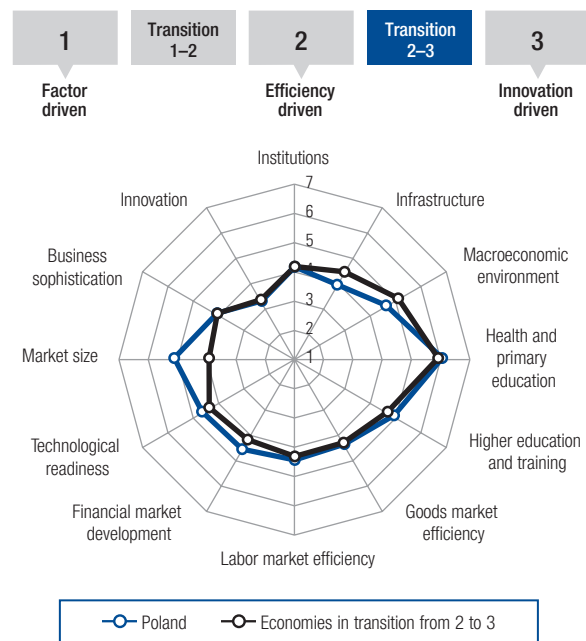 1
Transition
1–2
2
Transition
2–3
3
Factor
driven
Efficiency
driven
Innovation
driven
Institutions
Infrastructure
Macroeconomic
environment
Health and
primary
education
Higher education
and training
Goods market
efficiency
Labor market efficiency
Financial market
development
Technological
readiness
Market size
Business
sophistication
Innovation
7
6
5
4
3
2
1
Poland
Economies in transition from 2 to 3